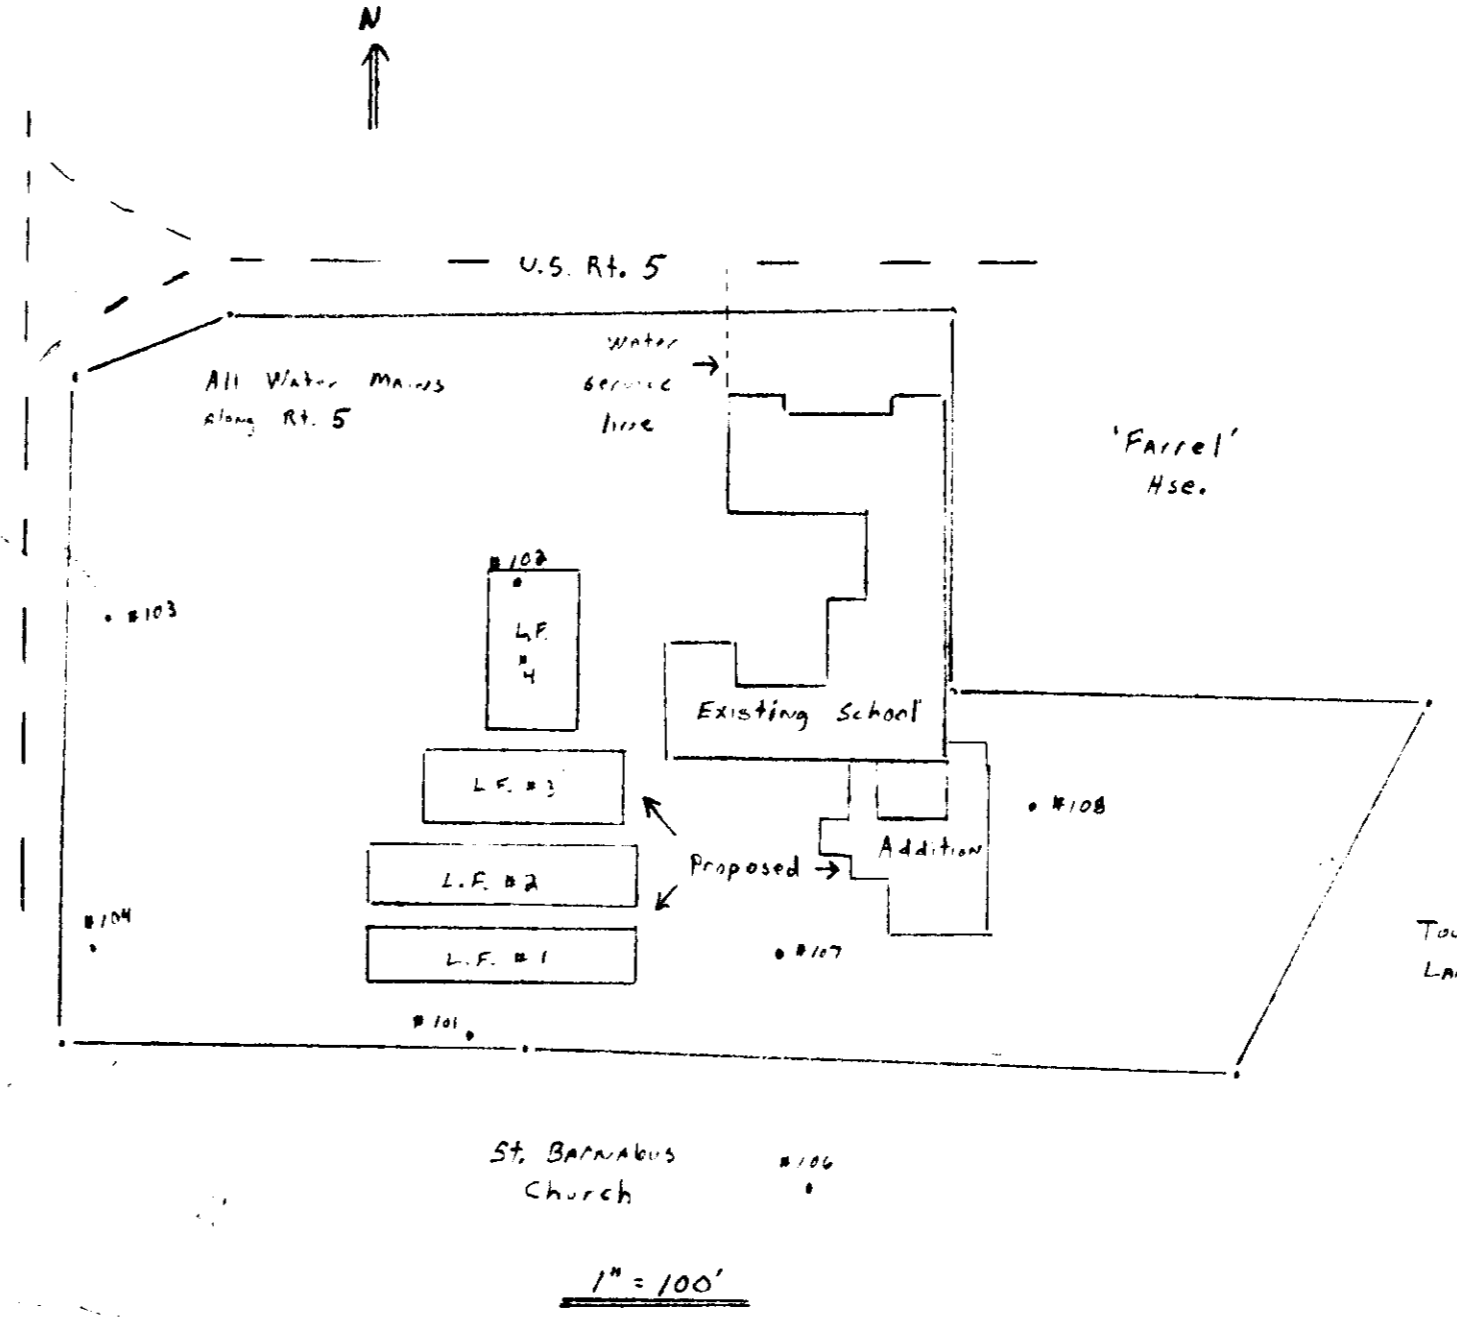 N
U.S. Rt. 5
Water
service
line
All Water Mains
along Rt. 5
'Farrel'
Hse.
#102
L.F.
#
4
#103
Existing School
L.F. #3
#108
Proposed
Addition
L.F. #2
#104
L.F. #1
#107
#101
St. Barnabus
Church
#106
1" = 100'